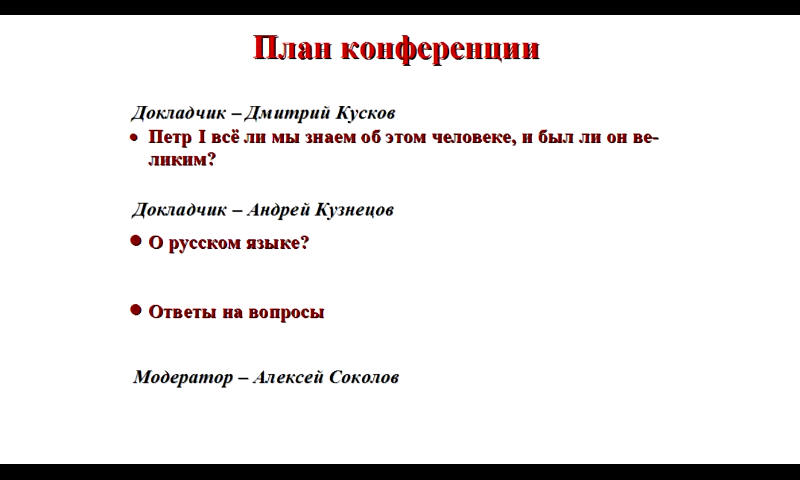 План конференции
Докладчик – Дмитрий Кусков
• Петр I всё ли мы знаем об этом человеке, и был ли он ве-
ликим?
Докладчик – Андрей Кузнецов
• О русском языке?
• Ответы на вопросы
Модератор – Алексей Соколов